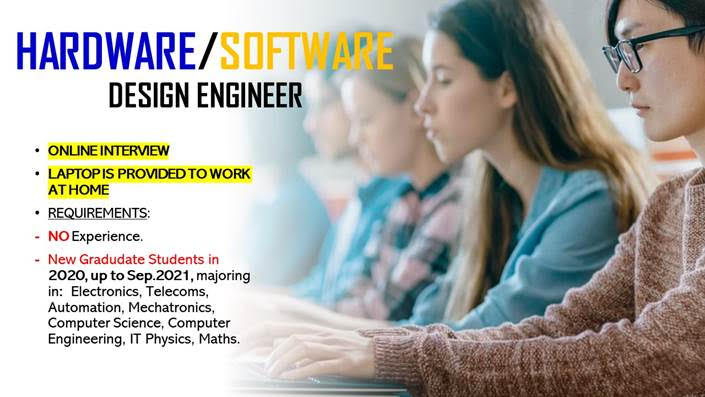 HARDWARE/SOFTWARE
DESIGN ENGINEER
• ONLINE INTERVIEW
• LAPTOP IS PROVIDED TO WORK
AT HOME
• REQUIREMENTS:
- NO Experience.
- New Gradudate Students in
2020, up to Sep.2021, majoring
in: Electronics, Telecoms,
Automation, Mechatronics,
Computer Science, Computer
Engineering, IT Physics, Maths.